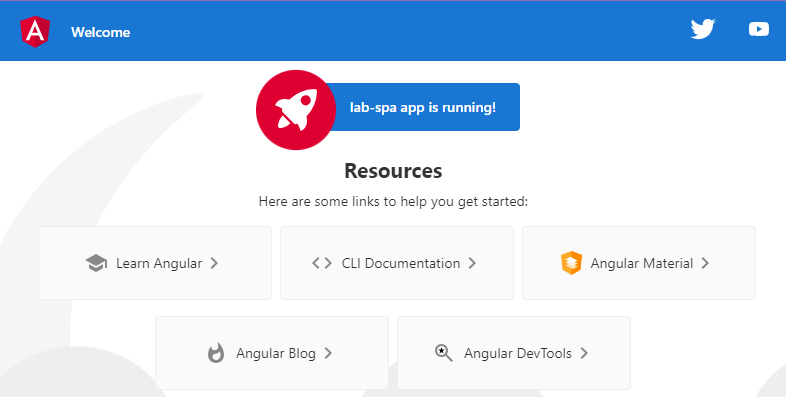 Welcome
lab-spa app is running!
Resources
Here are some links to help you get started:
Learn Angular
CLI Documentation
Angular Material
Angular Blog
Angular DevTools